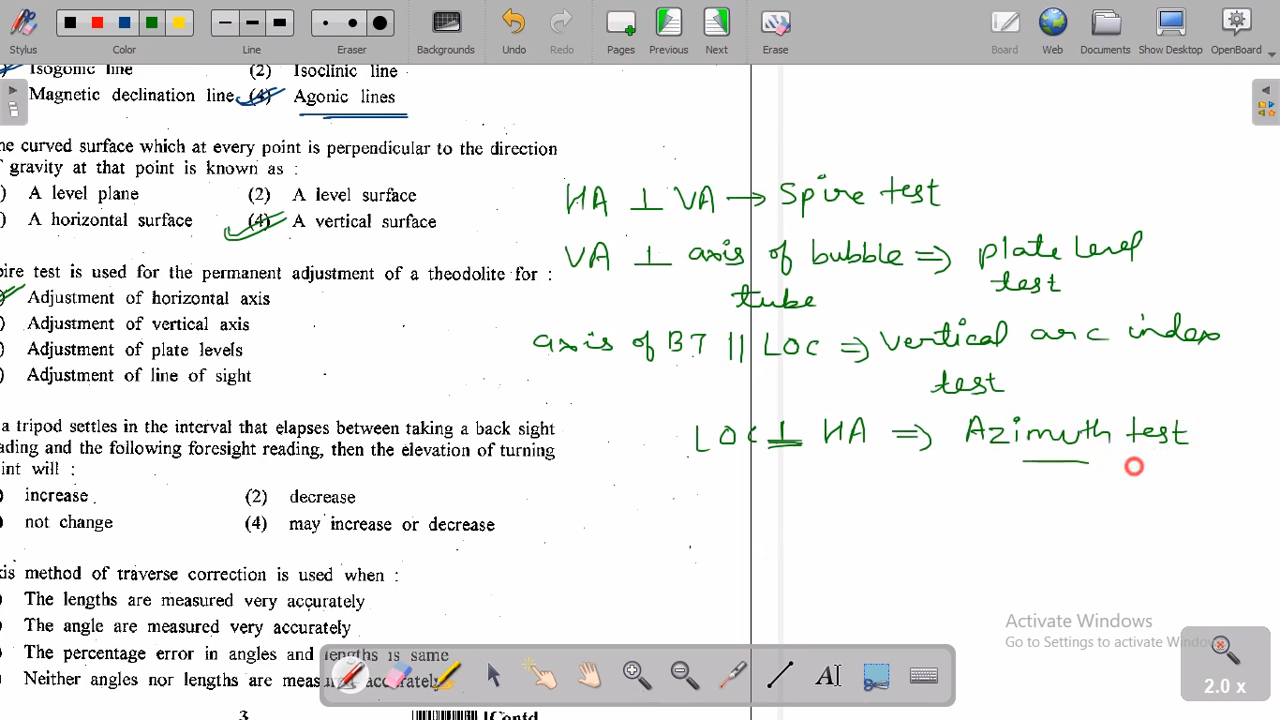 Stylus Color Line Eraser Backgrounds Undo Redo Pages Previous Next Erase Board Web Documents Show Desktop OpenBoard
Isogonic line (2) Isoclinic line
Magnetic declination line (4) Agonic lines
ne curved surface which at every point is perpendicular to the direction
gravity at that point is known as :
) A level plane (2) A level surface
) A horizontal surface (4) A vertical surface
pire test is used for the permanent adjustment of a theodolite for :
Adjustment of horizontal axis
) Adjustment of vertical axis
) Adjustment of plate levels
) Adjustment of line of sight
a tripod settles in the interval that elapses between taking a back sight
ading and the following foresight reading, then the elevation of turning
int will :
) increase (2) decrease
) not change (4) may increase or decrease
xis method of traverse correction is used when :
) The lengths are measured very accurately
) The angle are measured very accurately
) The percentage error in angles and lengths is same
) Neither angles nor lengths are measured accurately
3 [Contd.
HA ⊥ VA → Spire test
VA ⊥ axis of bubble ⇒ plate level
tube test
axis of BT || LOC ⇒ Vertical arc index
test
LOC ⊥ HA ⇒ Azimuth test
Activate Windows
Go to Settings to activate Windows
2.0 x